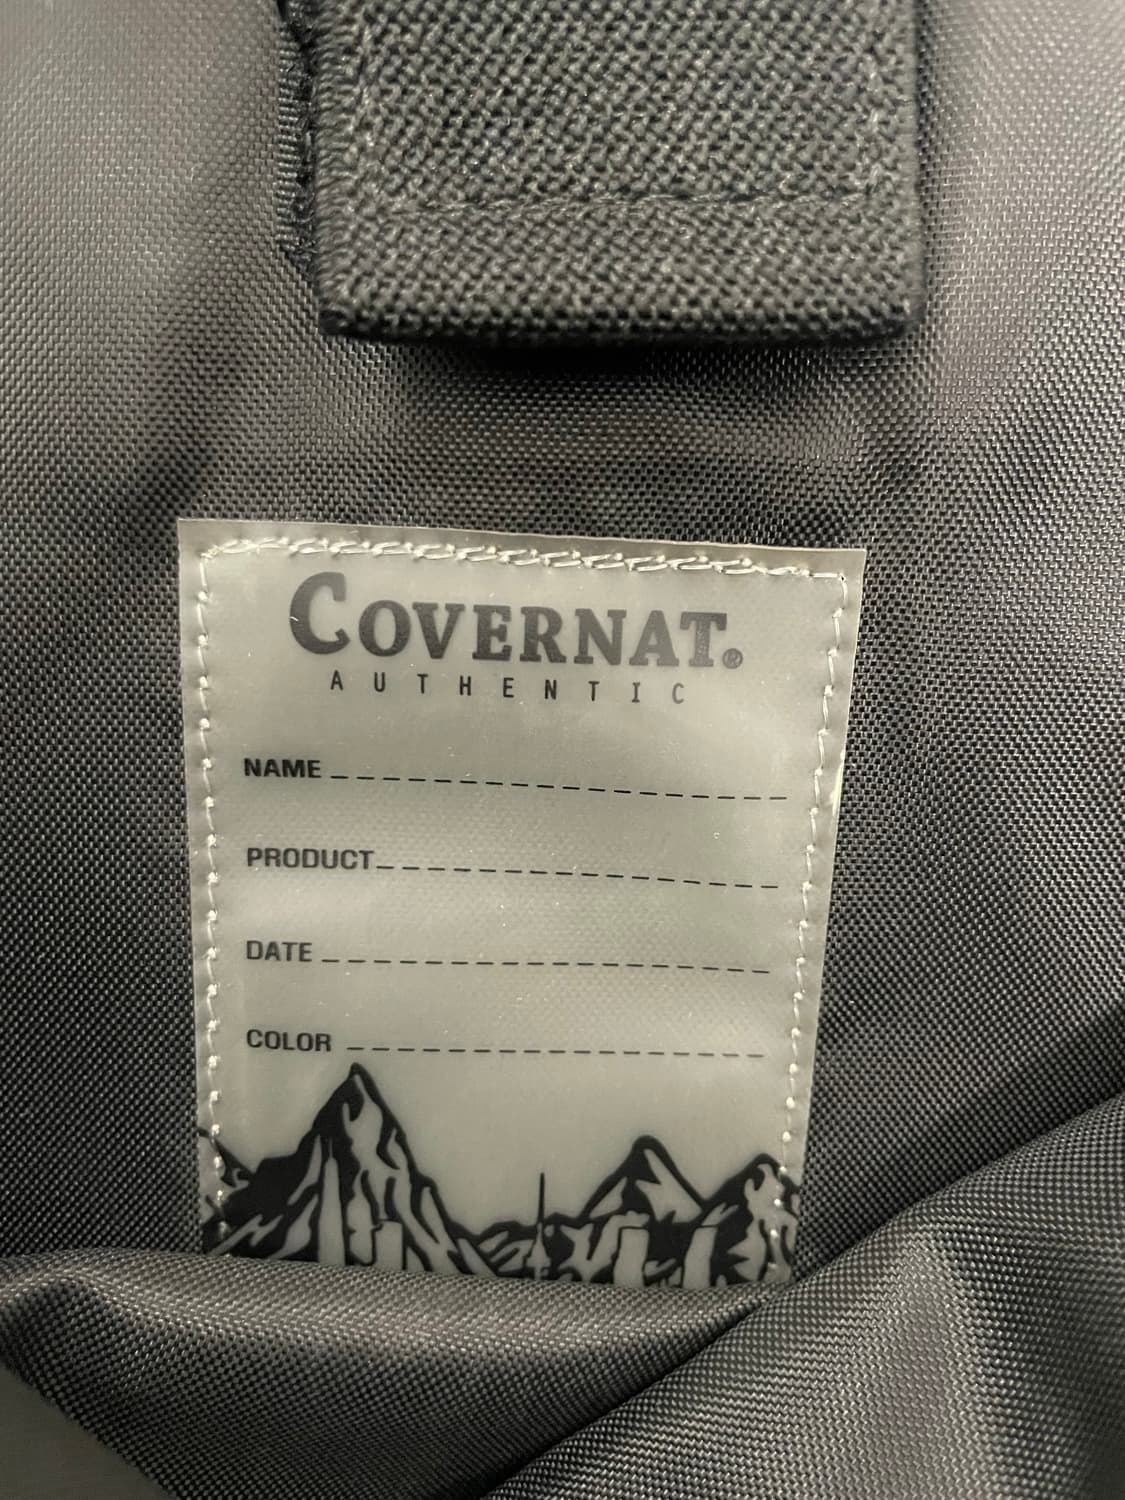 COVERNAT.®
AUTHENTIC
NAME
PRODUCT
DATE
COLOR